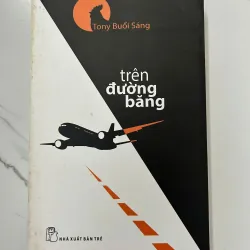 Tony Buổi Sáng
trên
đường
băng
NHÀ XUẤT BẢN TRẺ